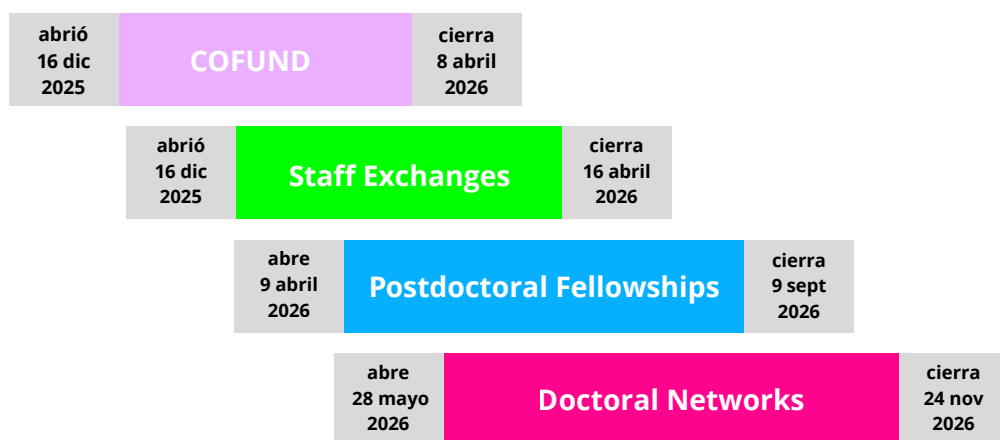 abrió
16 dic
2025
COFUND
cierra
8 abril
2026
abrió
16 dic
2025
Staff Exchanges
cierra
16 abril
2026
abre
9 abril
2026
Postdoctoral Fellowships
cierra
9 sept
2026
abre
28 mayo
2026
Doctoral Networks
cierra
24 nov
2026